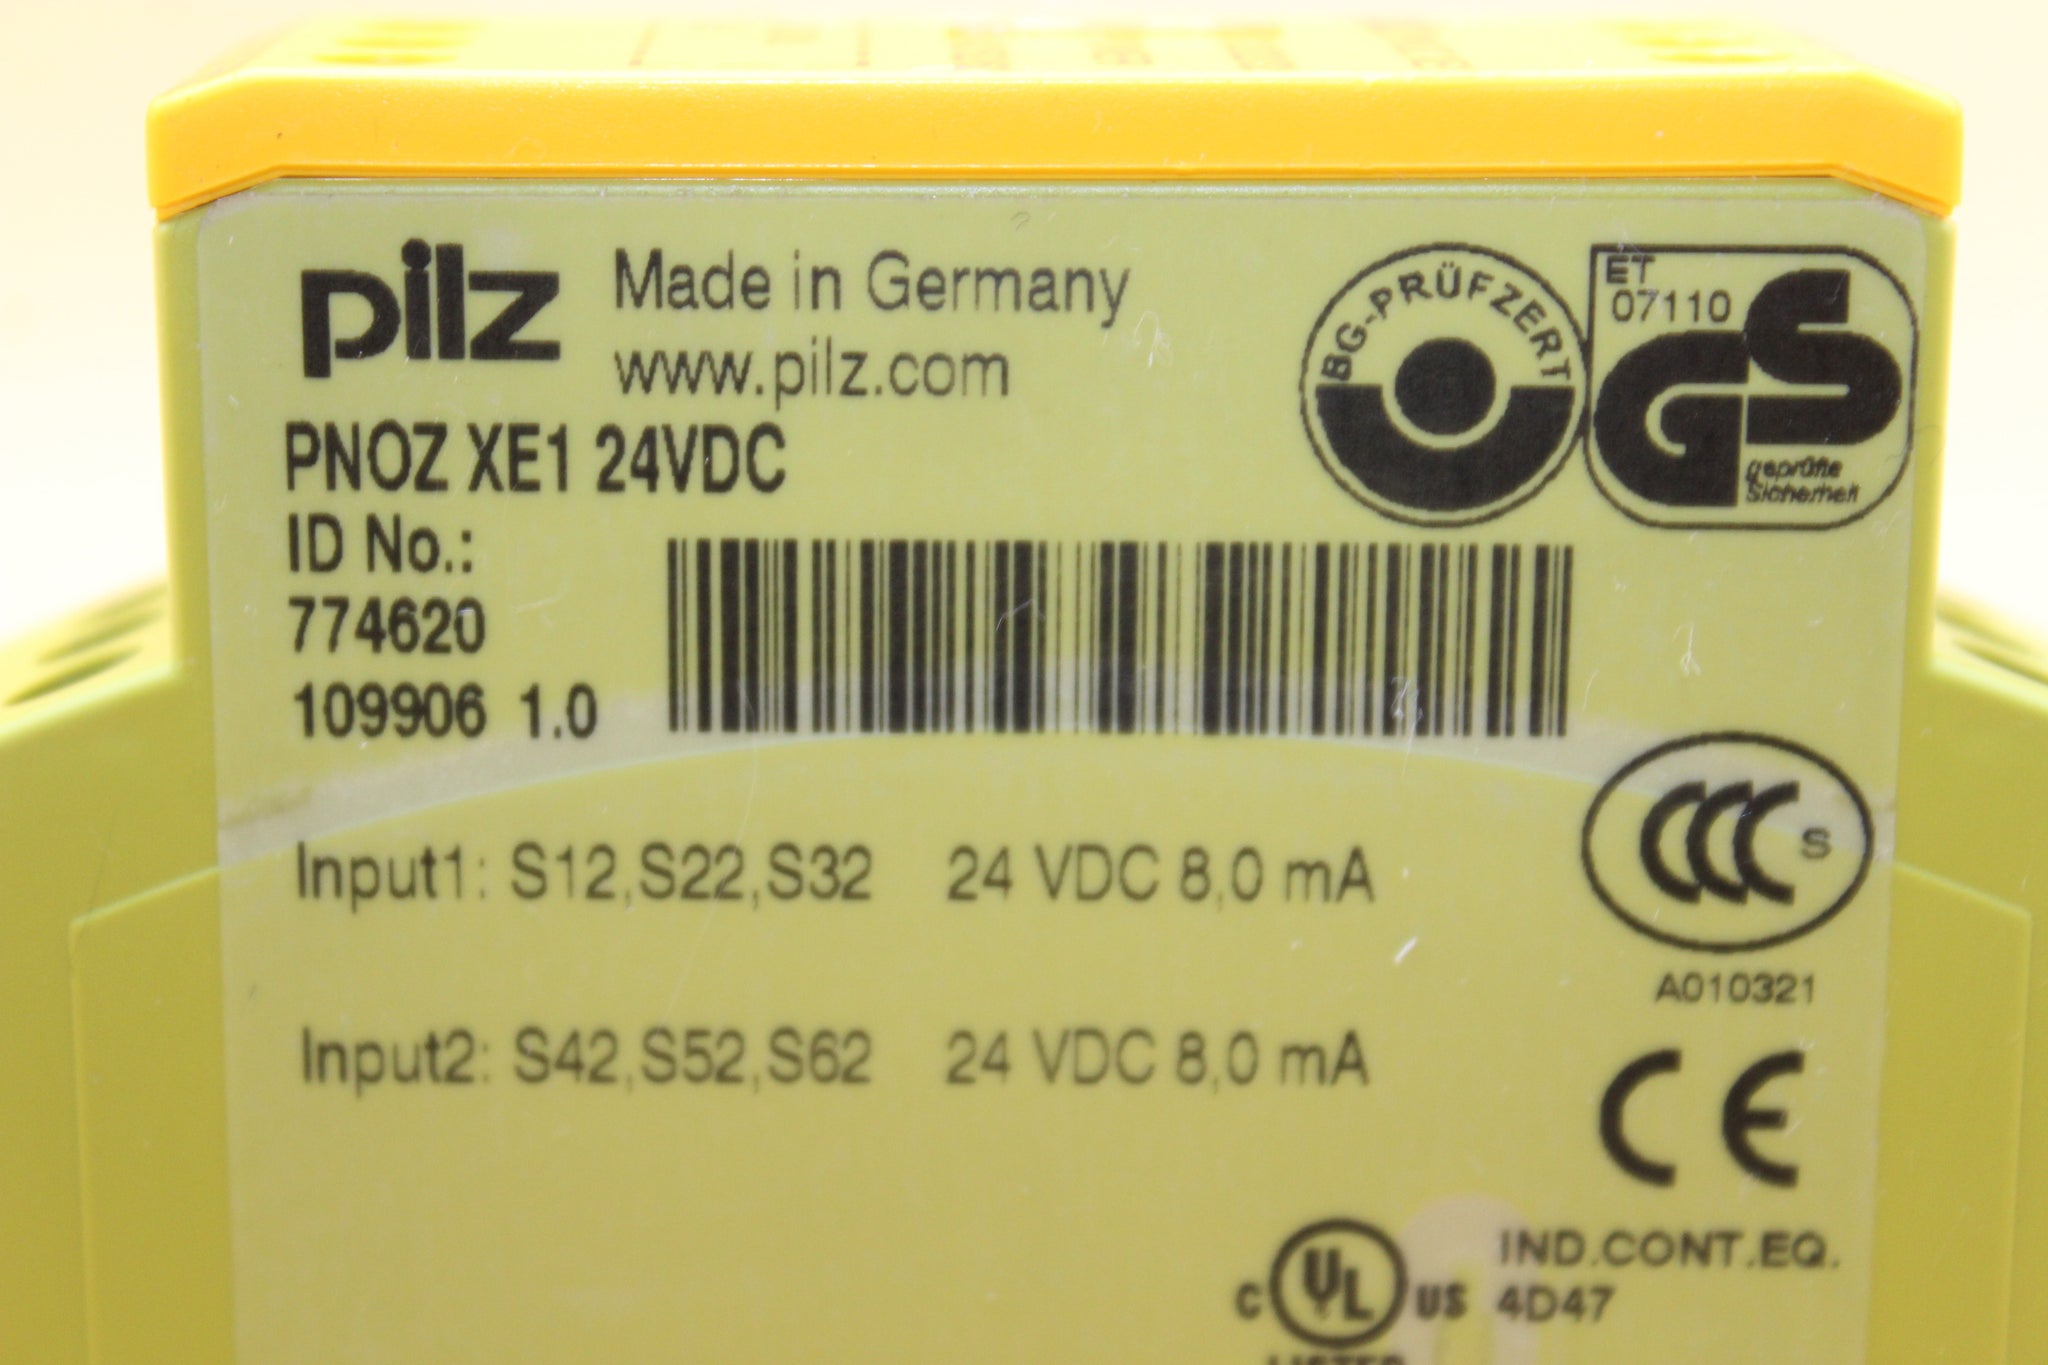 pilz Made in Germany
www.pilz.com
BG-PRÜFZERT
ET
07110
GS
geprüfte
Sicherheit
PNOZ XE1 24VDC
ID No.:
774620
109906 1.0
Input1: S12,S22,S32 24 VDC 8,0 mA
CCC S
A010321
Input2: S42,S52,S62 24 VDC 8,0 mA
CE
C UL US IND.CONT.EQ.
4D47
LISTED